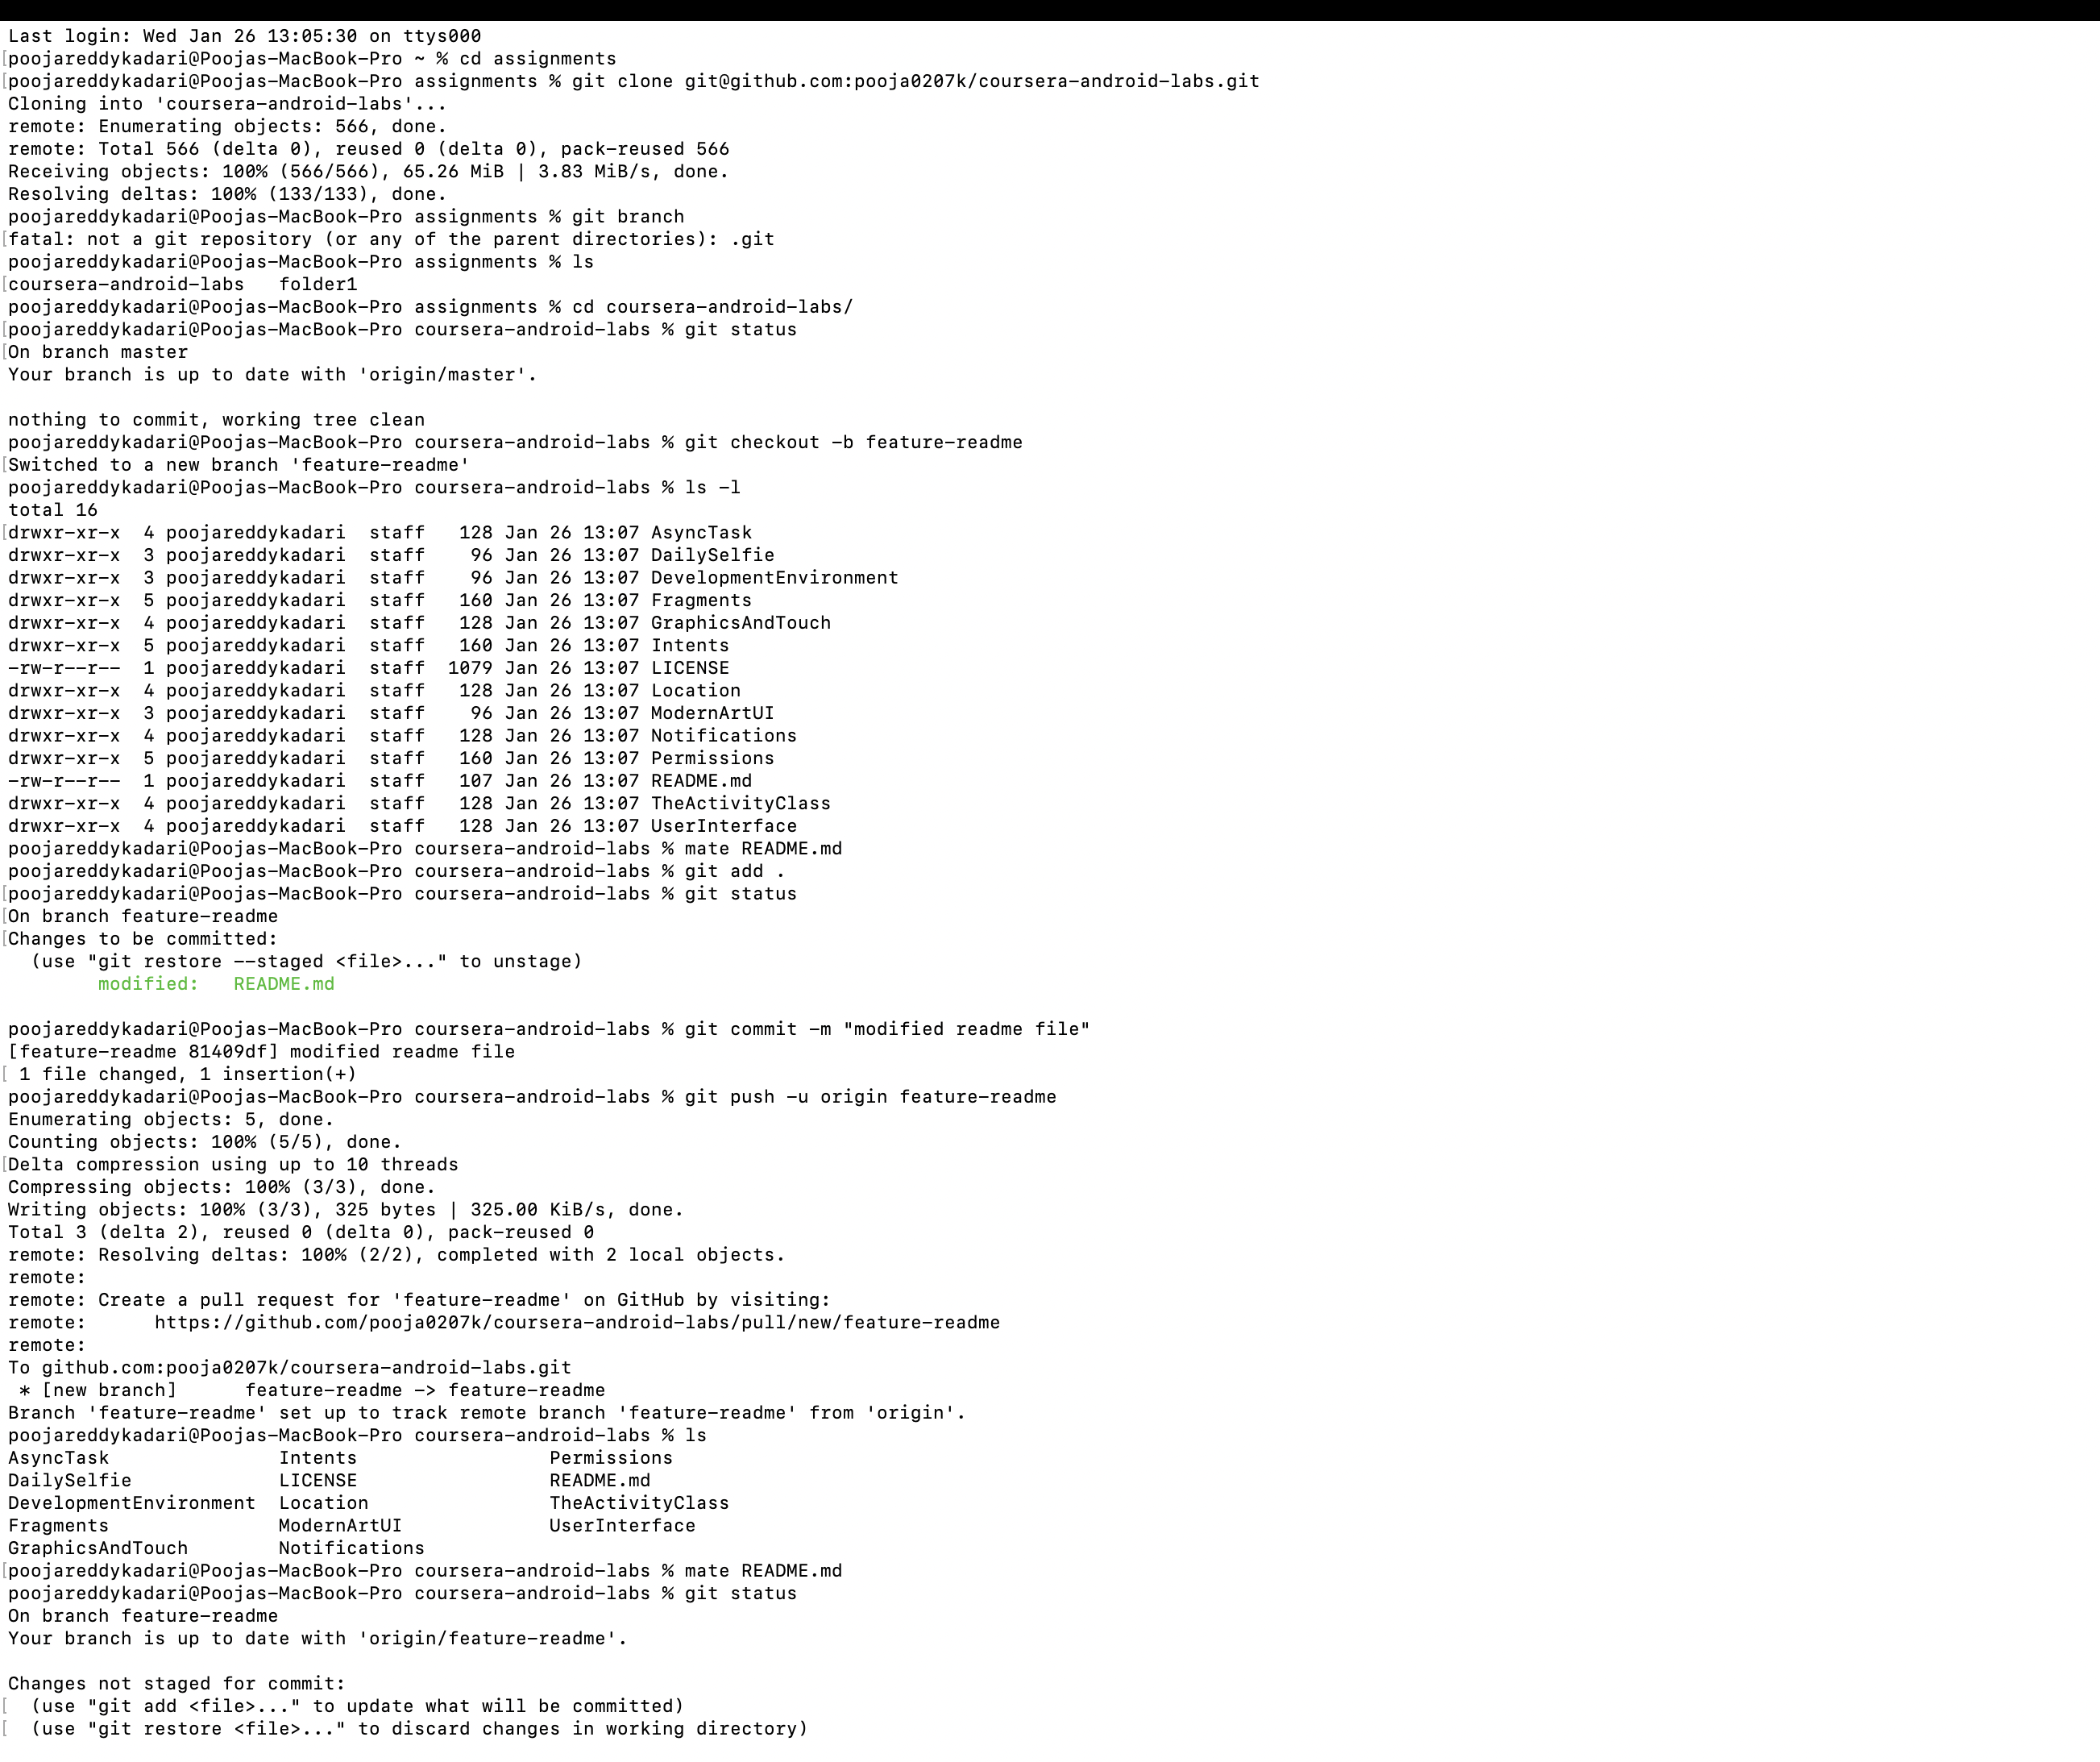 Last login: Wed Jan 26 13:05:30 on ttys000
[poojareddykadari@Poojas-MacBook-Pro ~ % cd assignments
[poojareddykadari@Poojas-MacBook-Pro assignments % git clone git@github.com:pooja0207k/coursera-android-labs.git
Cloning into 'coursera-android-labs'...
remote: Enumerating objects: 566, done.
remote: Total 566 (delta 0), reused 0 (delta 0), pack-reused 566
Receiving objects: 100% (566/566), 65.26 MiB | 3.83 MiB/s, done.
Resolving deltas: 100% (133/133), done.
poojareddykadari@Poojas-MacBook-Pro assignments % git branch
[fatal: not a git repository (or any of the parent directories): .git
poojareddykadari@Poojas-MacBook-Pro assignments % ls
[coursera-android-labs   folder1
poojareddykadari@Poojas-MacBook-Pro assignments % cd coursera-android-labs/
[poojareddykadari@Poojas-MacBook-Pro coursera-android-labs % git status
[On branch master
Your branch is up to date with 'origin/master'.

nothing to commit, working tree clean
poojareddykadari@Poojas-MacBook-Pro coursera-android-labs % git checkout -b feature-readme
[Switched to a new branch 'feature-readme'
poojareddykadari@Poojas-MacBook-Pro coursera-android-labs % ls -l
total 16
[drwxr-xr-x  4 poojareddykadari  staff   128 Jan 26 13:07 AsyncTask
drwxr-xr-x  3 poojareddykadari  staff    96 Jan 26 13:07 DailySelfie
drwxr-xr-x  3 poojareddykadari  staff    96 Jan 26 13:07 DevelopmentEnvironment
drwxr-xr-x  5 poojareddykadari  staff   160 Jan 26 13:07 Fragments
drwxr-xr-x  4 poojareddykadari  staff   128 Jan 26 13:07 GraphicsAndTouch
drwxr-xr-x  5 poojareddykadari  staff   160 Jan 26 13:07 Intents
-rw-r--r--  1 poojareddykadari  staff  1079 Jan 26 13:07 LICENSE
drwxr-xr-x  4 poojareddykadari  staff   128 Jan 26 13:07 Location
drwxr-xr-x  3 poojareddykadari  staff    96 Jan 26 13:07 ModernArtUI
drwxr-xr-x  4 poojareddykadari  staff   128 Jan 26 13:07 Notifications
drwxr-xr-x  5 poojareddykadari  staff   160 Jan 26 13:07 Permissions
-rw-r--r--  1 poojareddykadari  staff   107 Jan 26 13:07 README.md
drwxr-xr-x  4 poojareddykadari  staff   128 Jan 26 13:07 TheActivityClass
drwxr-xr-x  4 poojareddykadari  staff   128 Jan 26 13:07 UserInterface
poojareddykadari@Poojas-MacBook-Pro coursera-android-labs % mate README.md
poojareddykadari@Poojas-MacBook-Pro coursera-android-labs % git add .
[poojareddykadari@Poojas-MacBook-Pro coursera-android-labs % git status
[On branch feature-readme
[Changes to be committed:
  (use "git restore --staged <file>..." to unstage)
        modified:   README.md

poojareddykadari@Poojas-MacBook-Pro coursera-android-labs % git commit -m "modified readme file"
[feature-readme 81409df] modified readme file
[ 1 file changed, 1 insertion(+)
poojareddykadari@Poojas-MacBook-Pro coursera-android-labs % git push -u origin feature-readme
Enumerating objects: 5, done.
Counting objects: 100% (5/5), done.
[Delta compression using up to 10 threads
Compressing objects: 100% (3/3), done.
Writing objects: 100% (3/3), 325 bytes | 325.00 KiB/s, done.
Total 3 (delta 2), reused 0 (delta 0), pack-reused 0
remote: Resolving deltas: 100% (2/2), completed with 2 local objects.
remote:
remote: Create a pull request for 'feature-readme' on GitHub by visiting:
remote:      https://github.com/pooja0207k/coursera-android-labs/pull/new/feature-readme
remote:
To github.com:pooja0207k/coursera-android-labs.git
 * [new branch]      feature-readme -> feature-readme
Branch 'feature-readme' set up to track remote branch 'feature-readme' from 'origin'.
poojareddykadari@Poojas-MacBook-Pro coursera-android-labs % ls
AsyncTask               Intents                 Permissions
DailySelfie             LICENSE                 README.md
DevelopmentEnvironment  Location                TheActivityClass
Fragments               ModernArtUI             UserInterface
GraphicsAndTouch        Notifications
[poojareddykadari@Poojas-MacBook-Pro coursera-android-labs % mate README.md
poojareddykadari@Poojas-MacBook-Pro coursera-android-labs % git status
On branch feature-readme
Your branch is up to date with 'origin/feature-readme'.

Changes not staged for commit:
[  (use "git add <file>..." to update what will be committed)
[  (use "git restore <file>..." to discard changes in working directory)